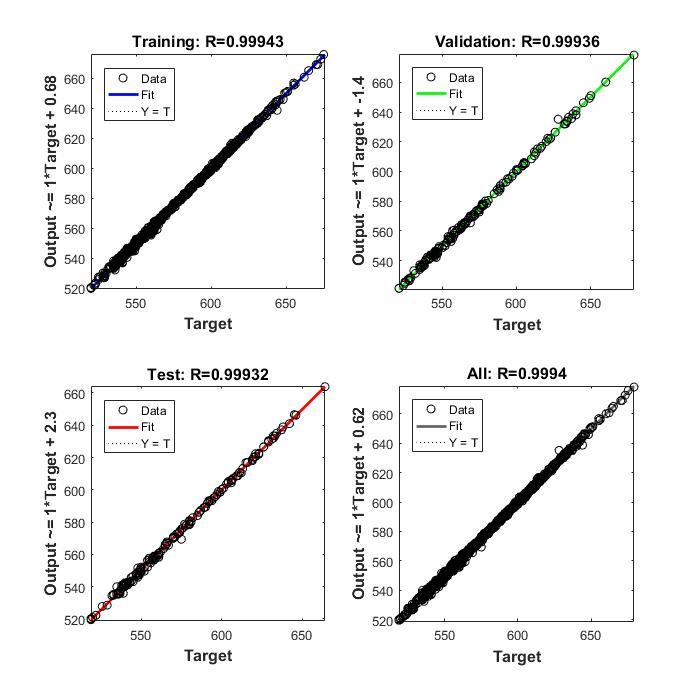 Training: R=0.99943
Output ~= 1*Target + 0.68
660
640
620
600
580
560
540
520
Data
Fit
Y = T
550
600
650
Target
Validation: R=0.99936
Output ~= 1*Target + -1.4
660
640
620
600
580
560
540
Data
Fit
Y = T
550
600
650
Target
Test: R=0.99932
Output ~= 1*Target + 2.3
660
640
620
600
580
560
540
520
Data
Fit
Y = T
550
600
650
Target
All: R=0.9994
Output ~= 1*Target + 0.62
660
640
620
600
580
560
540
520
Data
Fit
Y = T
550
600
650
Target